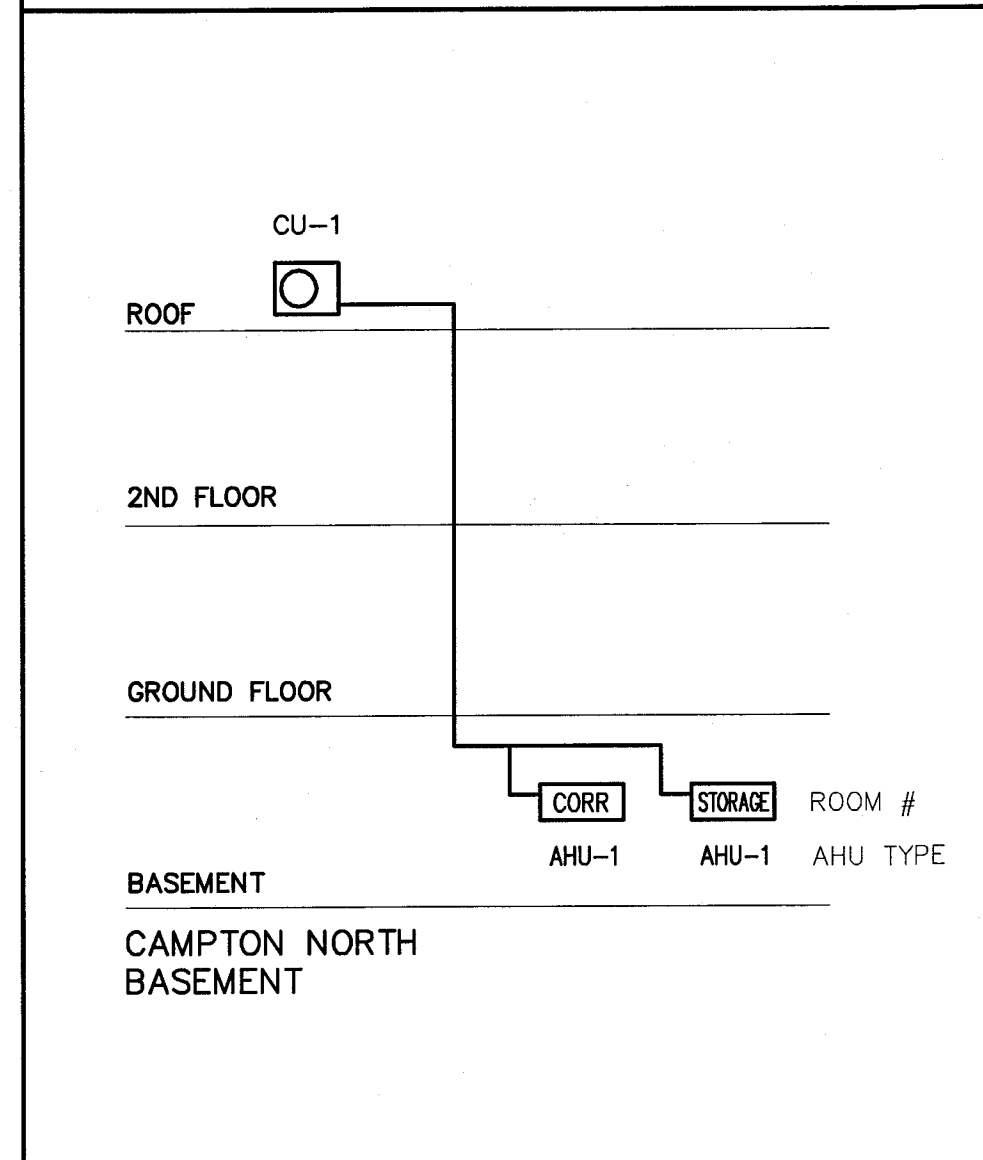 CU-1
ROOF
2ND FLOOR
GROUND FLOOR
CORR STORAGE ROOM #
AHU-1 AHU-1 AHU TYPE
BASEMENT
CAMPTON NORTH
BASEMENT